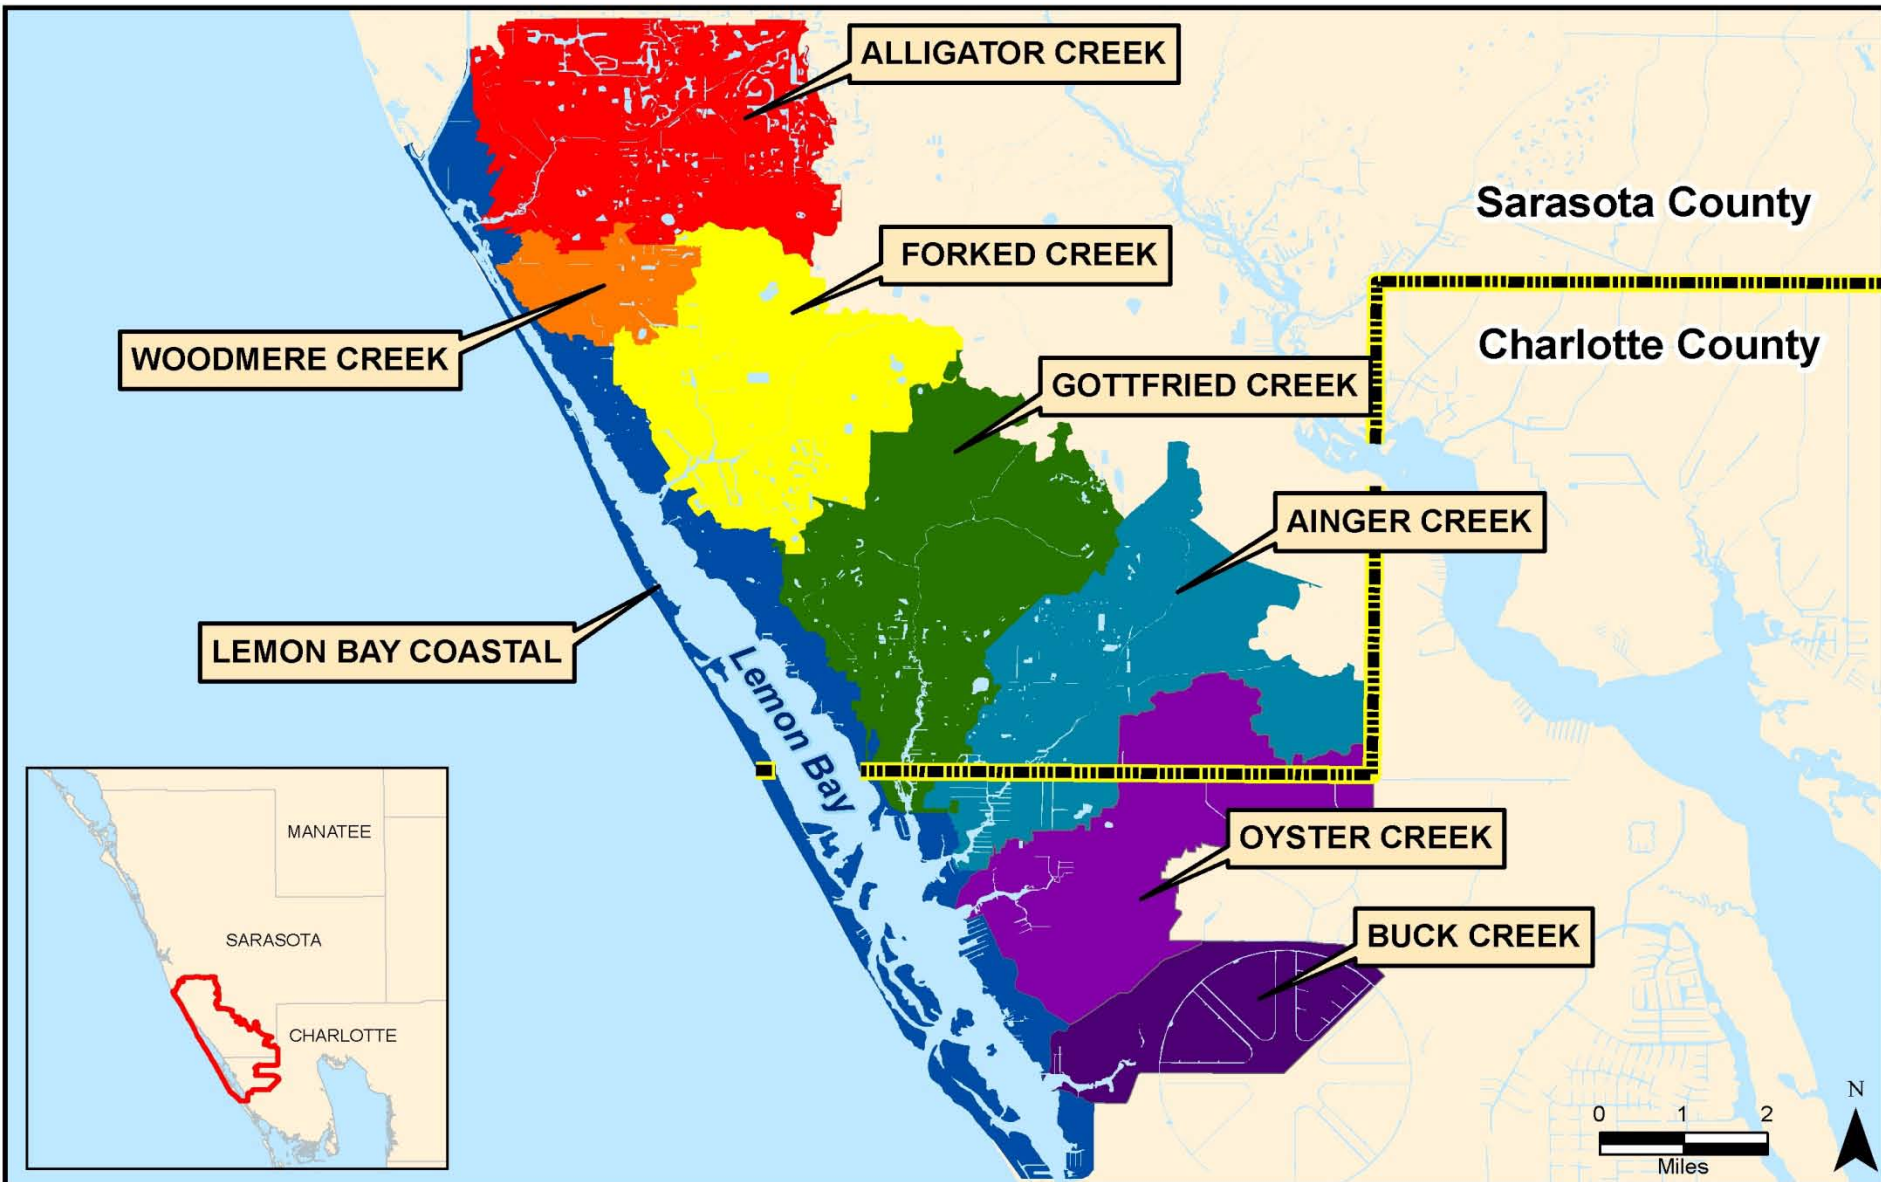 ALLIGATOR CREEK
Sarasota County
FORKED CREEK
Charlotte County
WOODMERE CREEK
GOTTFRIED CREEK
AINGER CREEK
LEMON BAY COASTAL
Lemon Bay
OYSTER CREEK
BUCK CREEK
MANATEE
SARASOTA
CHARLOTTE
N
0 1 2
Miles